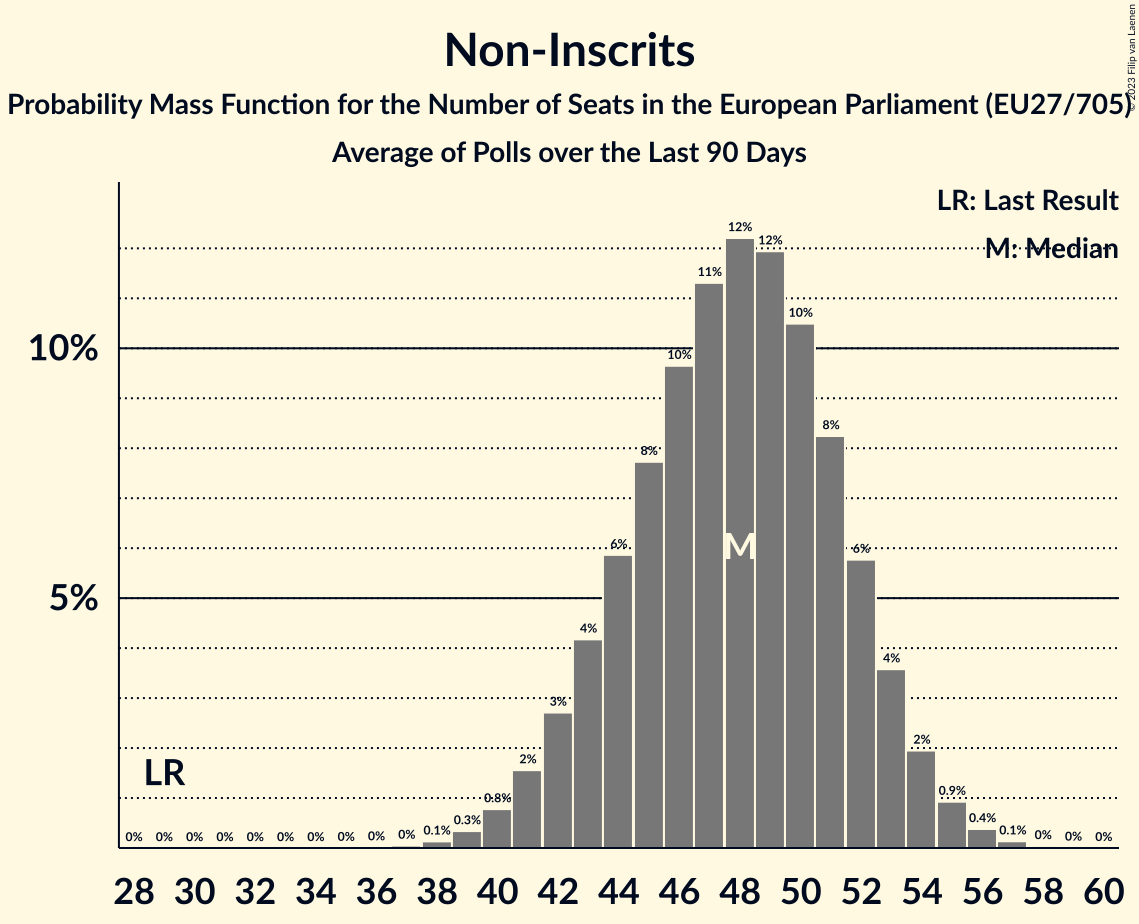 Non-Inscrits
Probability Mass Function for the Number of Seats in the European Parliament (EU27/705)
Average of Polls over the Last 90 Days
© 2023 Filip van Laenen
LR: Last Result
M: Median
10%
5%
LR
M
0% 0% 0% 0% 0% 0% 0% 0% 0% 0% 0.1% 0.3% 0.8% 2% 3% 4% 6% 8% 10% 11% 12% 12% 10% 8% 6% 4% 2% 0.9% 0.4% 0.1% 0% 0% 0%
28 30 32 34 36 38 40 42 44 46 48 50 52 54 56 58 60